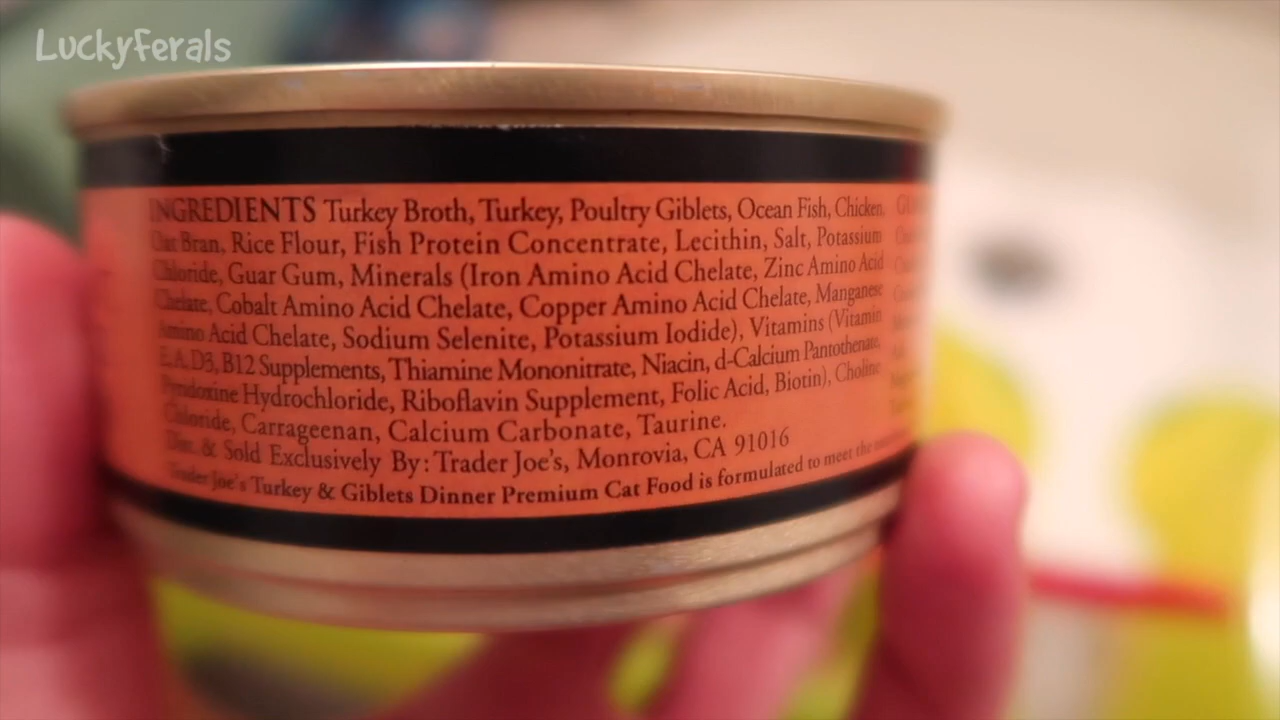 LuckyFerals
INGREDIENTS Turkey Broth, Turkey, Poultry Giblets, Ocean Fish, Chicken,
Oat Bran, Rice Flour, Fish Protein Concentrate, Lecithin, Salt, Potassium
Chloride, Guar Gum, Minerals (Iron Amino Acid Chelate, Zinc Amino Acid
Chelate, Cobalt Amino Acid Chelate, Copper Amino Acid Chelate, Manganese
Amino Acid Chelate, Sodium Selenite, Potassium Iodide), Vitamins (Vitamin
E, A, D3, B12 Supplements, Thiamine Mononitrate, Niacin, d-Calcium Pantothenate,
Pyridoxine Hydrochloride, Riboflavin Supplement, Folic Acid, Biotin), Choline
Chloride, Carrageenan, Calcium Carbonate, Taurine.
Dist. & Sold Exclusively By: Trader Joe's, Monrovia, CA 91016
Trader Joe's Turkey & Giblets Dinner Premium Cat Food is formulated to meet the